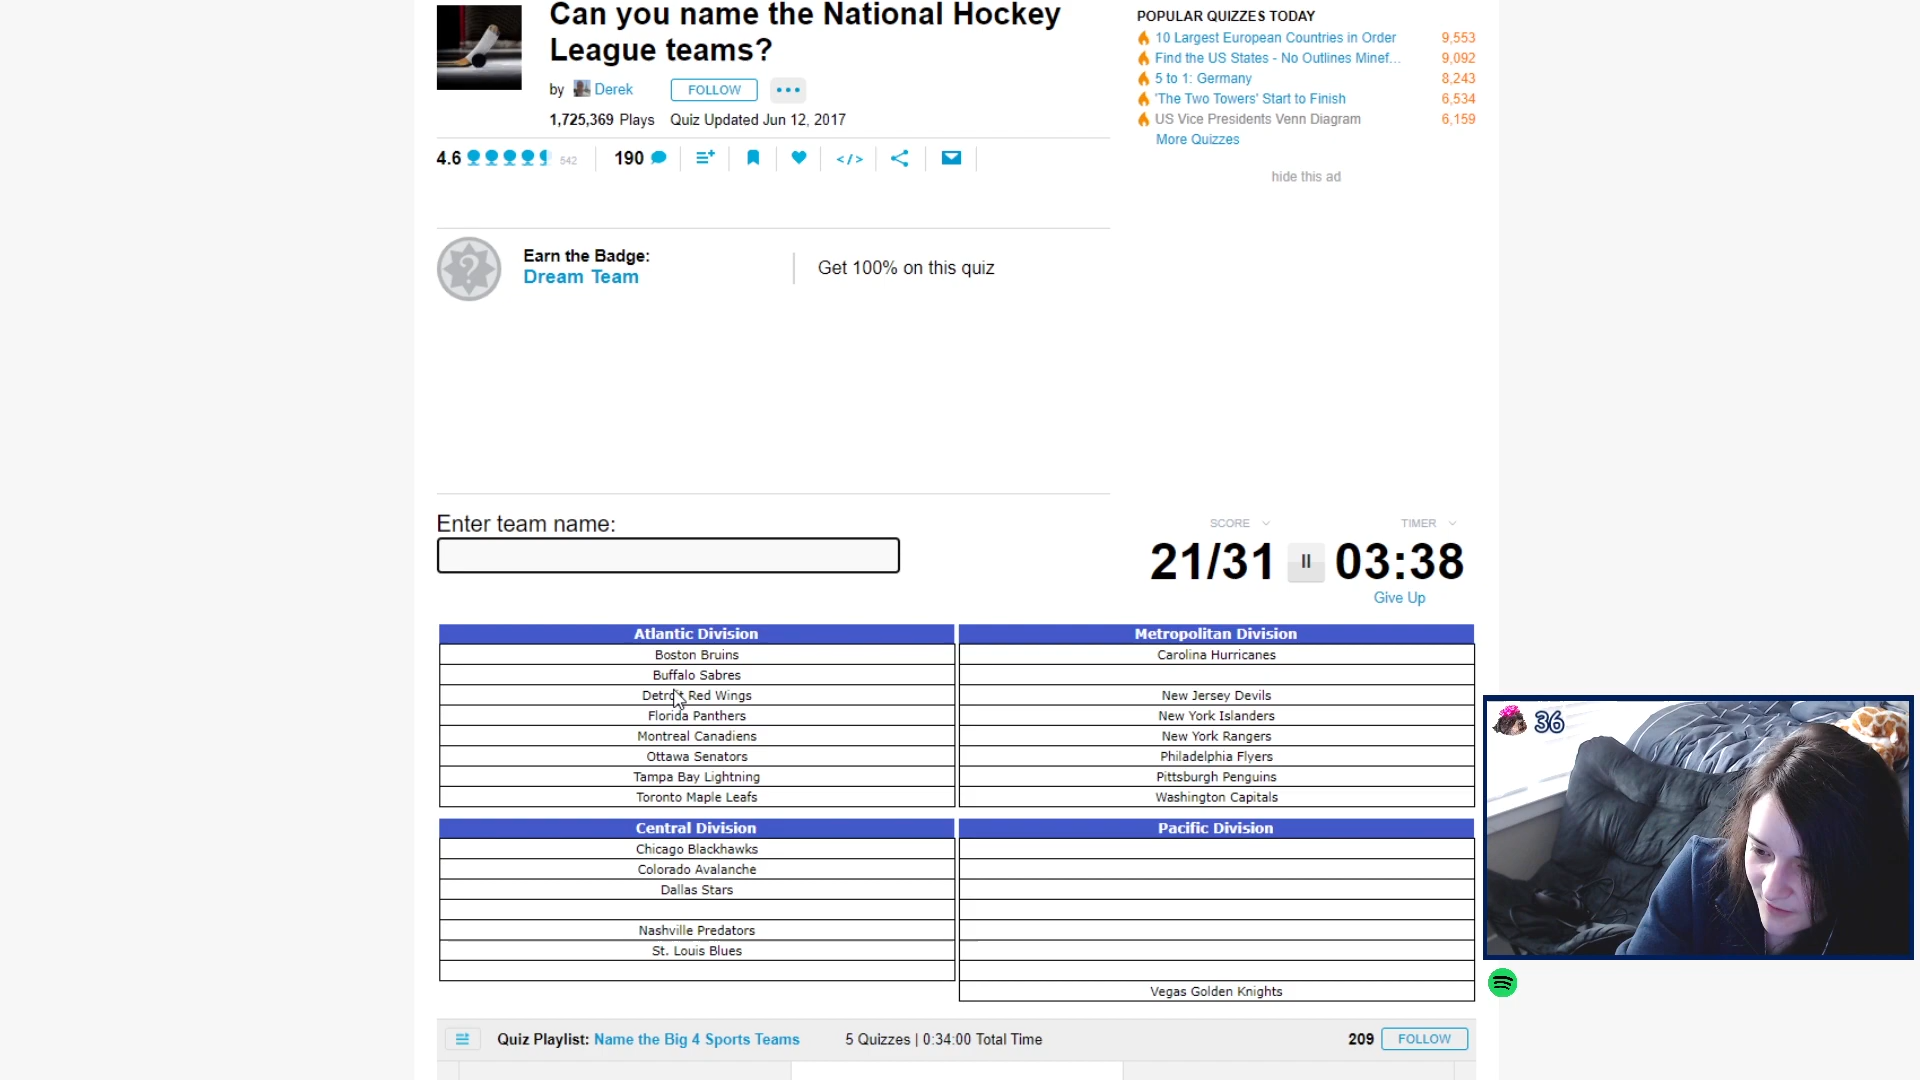 Can you name the National Hockey
League teams?
by Derek FOLLOW
1,725,369 Plays Quiz Updated Jun 12, 2017
4.6 542 190 </>
POPULAR QUIZZES TODAY
10 Largest European Countries in Order 9,553
Find the US States - No Outlines Minef... 9,092
5 to 1: Germany 8,243
'The Two Towers' Start to Finish 6,534
US Vice Presidents Venn Diagram 6,159
More Quizzes
hide this ad
Earn the Badge:
Dream Team
Get 100% on this quiz
Enter team name:
SCORE TIMER
21/31 03:38
Give Up
Atlantic Division
Boston Bruins
Buffalo Sabres
Detroit Red Wings
Florida Panthers
Montreal Canadiens
Ottawa Senators
Tampa Bay Lightning
Toronto Maple Leafs
Metropolitan Division
Carolina Hurricanes
New Jersey Devils
New York Islanders
New York Rangers
Philadelphia Flyers
Pittsburgh Penguins
Washington Capitals
Central Division
Chicago Blackhawks
Colorado Avalanche
Dallas Stars
Nashville Predators
St. Louis Blues
Pacific Division
Vegas Golden Knights
36
Quiz Playlist: Name the Big 4 Sports Teams 5 Quizzes | 0:34:00 Total Time 209 FOLLOW